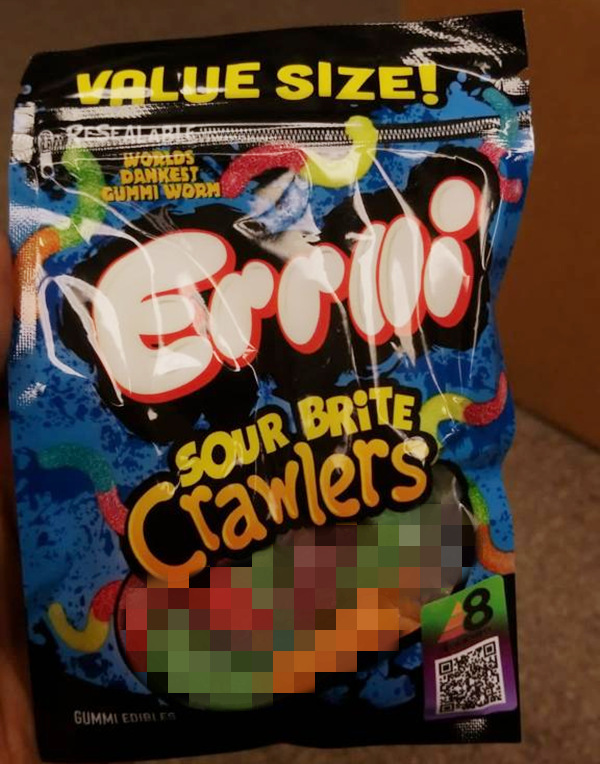 VALUE SIZE!
RESEALABLE
WORLDS
DANKEST
GUMMI WORM
Errlli
SOUR BRiTE
Crawlers
8
GUMMI EDIBLES